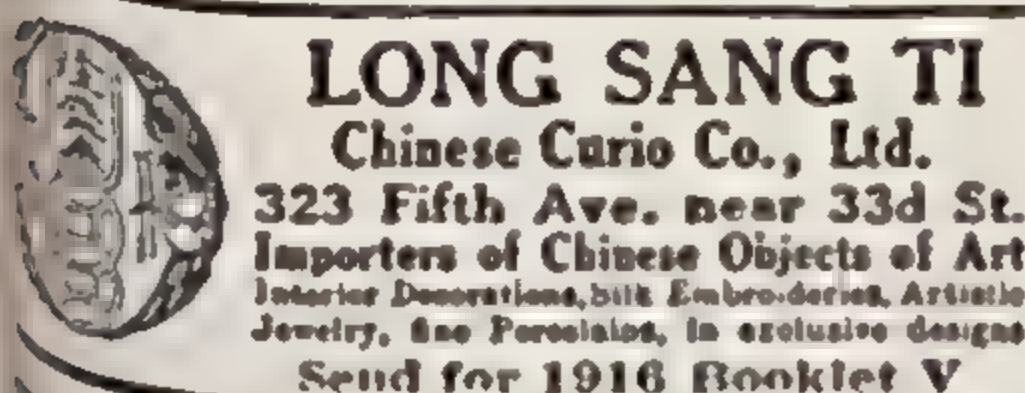 LONG SANG TI
Chinese Curio Co., Ltd.
323 Fifth Ave. near 33d St.
Importers of Chinese Objects of Art
Interior Decorations, Silk Embroideries, Artistic
Jewelry, fine Porcelains, in exclusive designs
Send for 1916 Booklet V